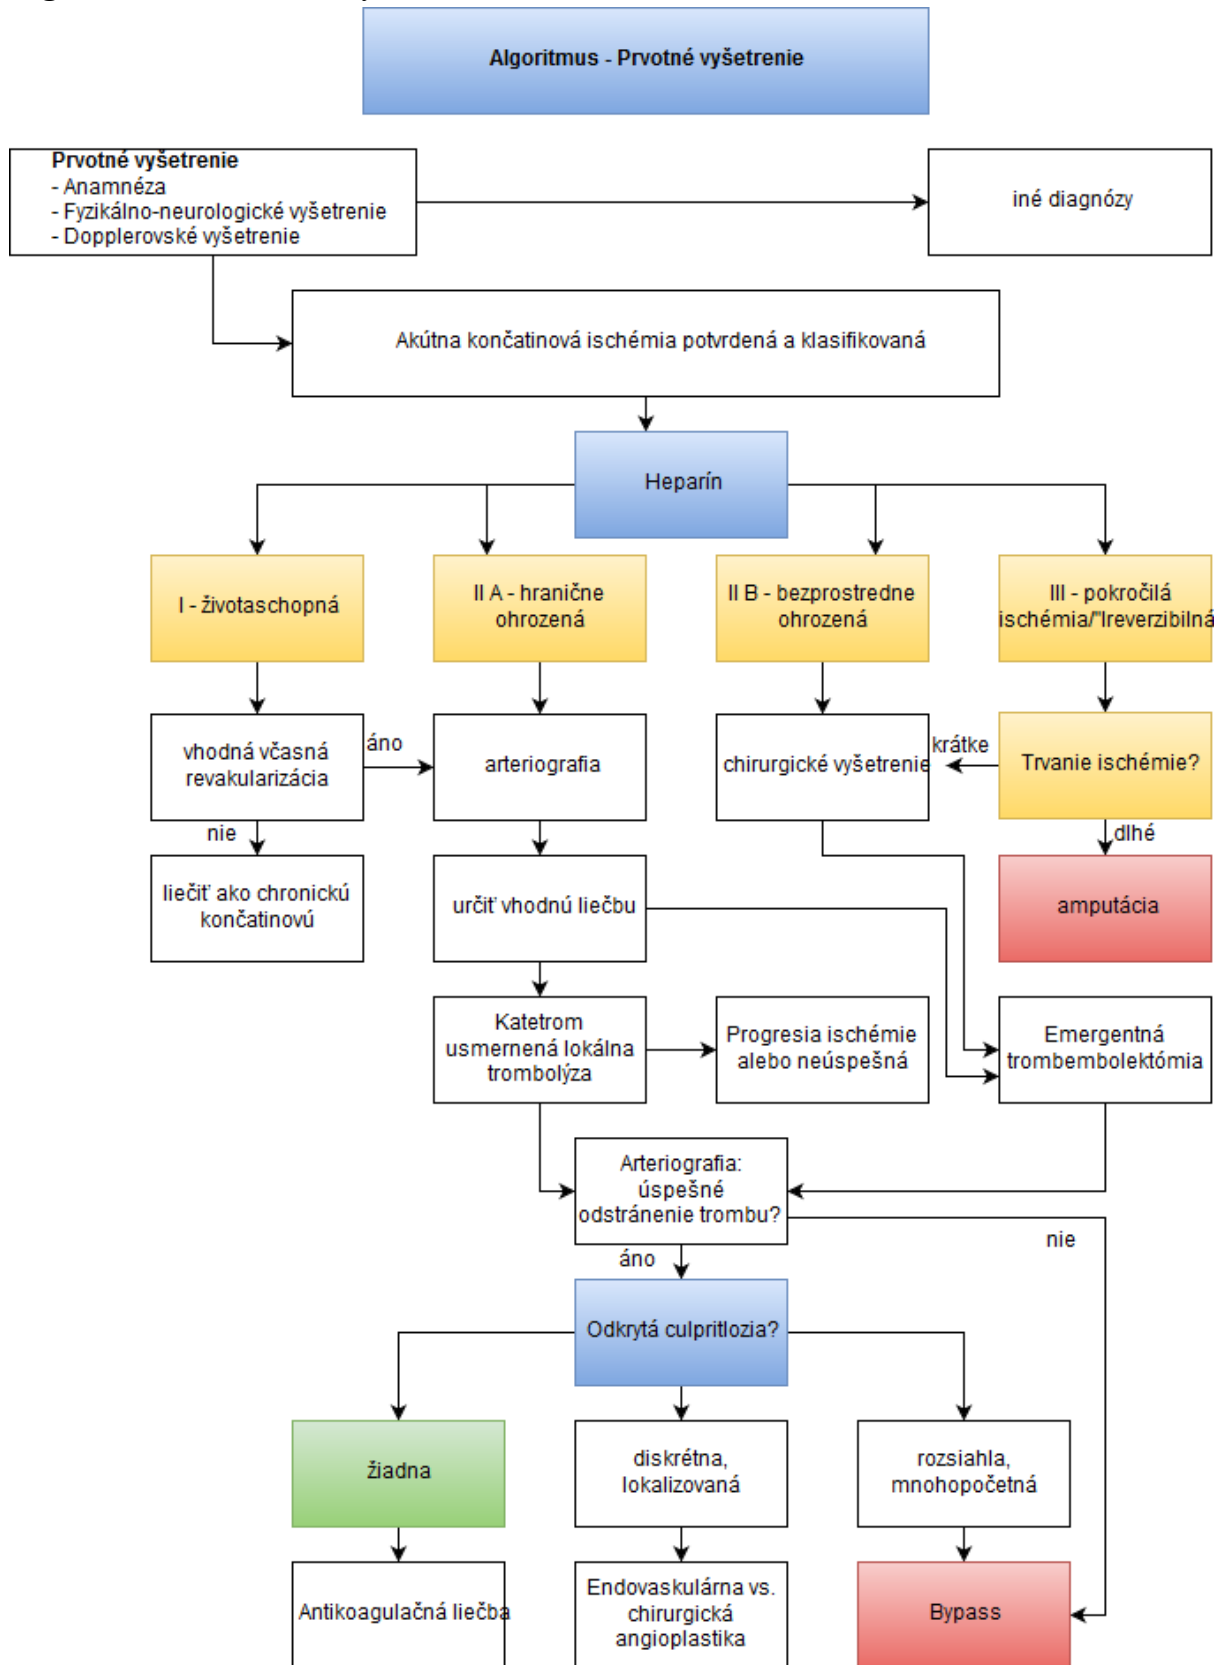 Algoritmus - Prvotné vyšetrenie
Prvotné vyšetrenie
- Anamnéza
- Fyzikálno-neurologické vyšetrenie
- Dopplerovské vyšetrenie
iné diagnózy
Akútna končatinová ischémia potvrdená a klasifikovaná
Heparín
I - životaschopná
II A - hranične
ohrozená
II B - bezprostredne
ohrozená
III - pokročilá
ischémia/"Ireverzibilná
vhodná včasná
revakularizácia
áno
arteriografia
chirurgické vyšetrenie
krátke
Trvanie ischémie?
nie
dlhé
liečiť ako chronickú
končatinovú
určiť vhodnú liečbu
amputácia
Katetrom
usmernená lokálna
trombolýza
Progresia ischémie
alebo neúspešná
Emergentná
trombembolektómia
Arteriografia:
úspešné
odstránenie trombu?
nie
áno
Odkrytá culpritlozia?
žiadna
diskrétna,
lokalizovaná
rozsiahla,
mnohopočetná
Antikoagulačná liečba
Endovaskulárna vs.
chirurgická
angioplastika
Bypass